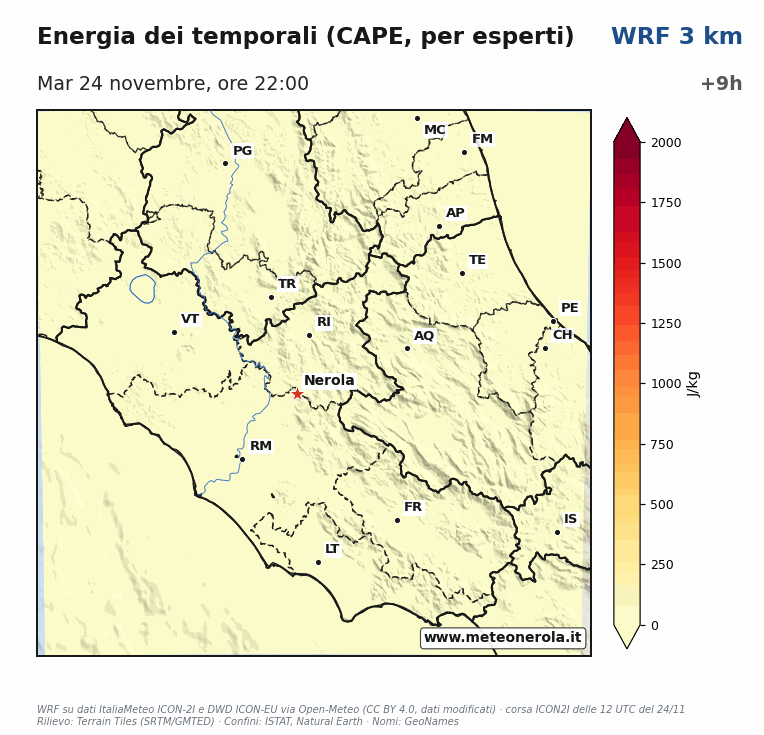 Energia dei temporali (CAPE, per esperti) WRF 3 km
Mar 24 novembre, ore 22:00 +9h
MC
FM
PG
AP
TE
TR
PE
VT
RI
AQ
CH
Nerola
RM
FR
IS
LT
www.meteonerola.it
2000
1750
1500
1250
1000
750
500
250
0
J/kg
WRF su dati ItaliaMeteo ICON-2I e DWD ICON-EU via Open-Meteo (CC BY 4.0, dati modificati) · corsa ICON2I delle 12 UTC del 24/11
Rilievo: Terrain Tiles (SRTM/GMTED) · Confini: ISTAT, Natural Earth · Nomi: GeoNames